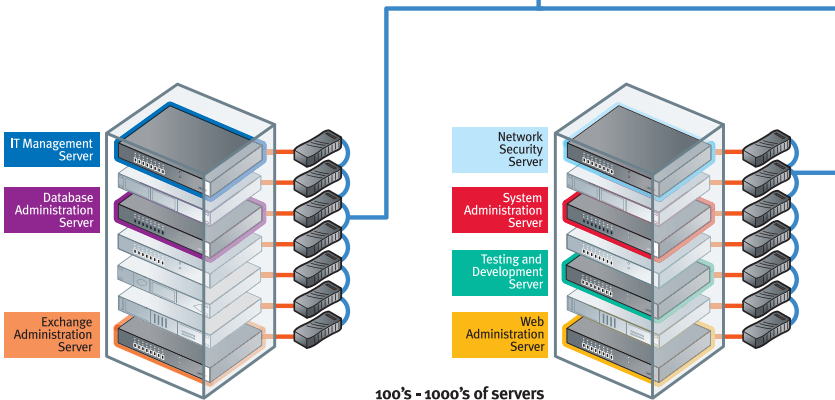 IT Management
Server
Database
Administration
Server
Exchange
Administration
Server
Network
Security
Server
System
Administration
Server
Testing and
Development
Server
Web
Administration
Server
100's - 1000's of servers